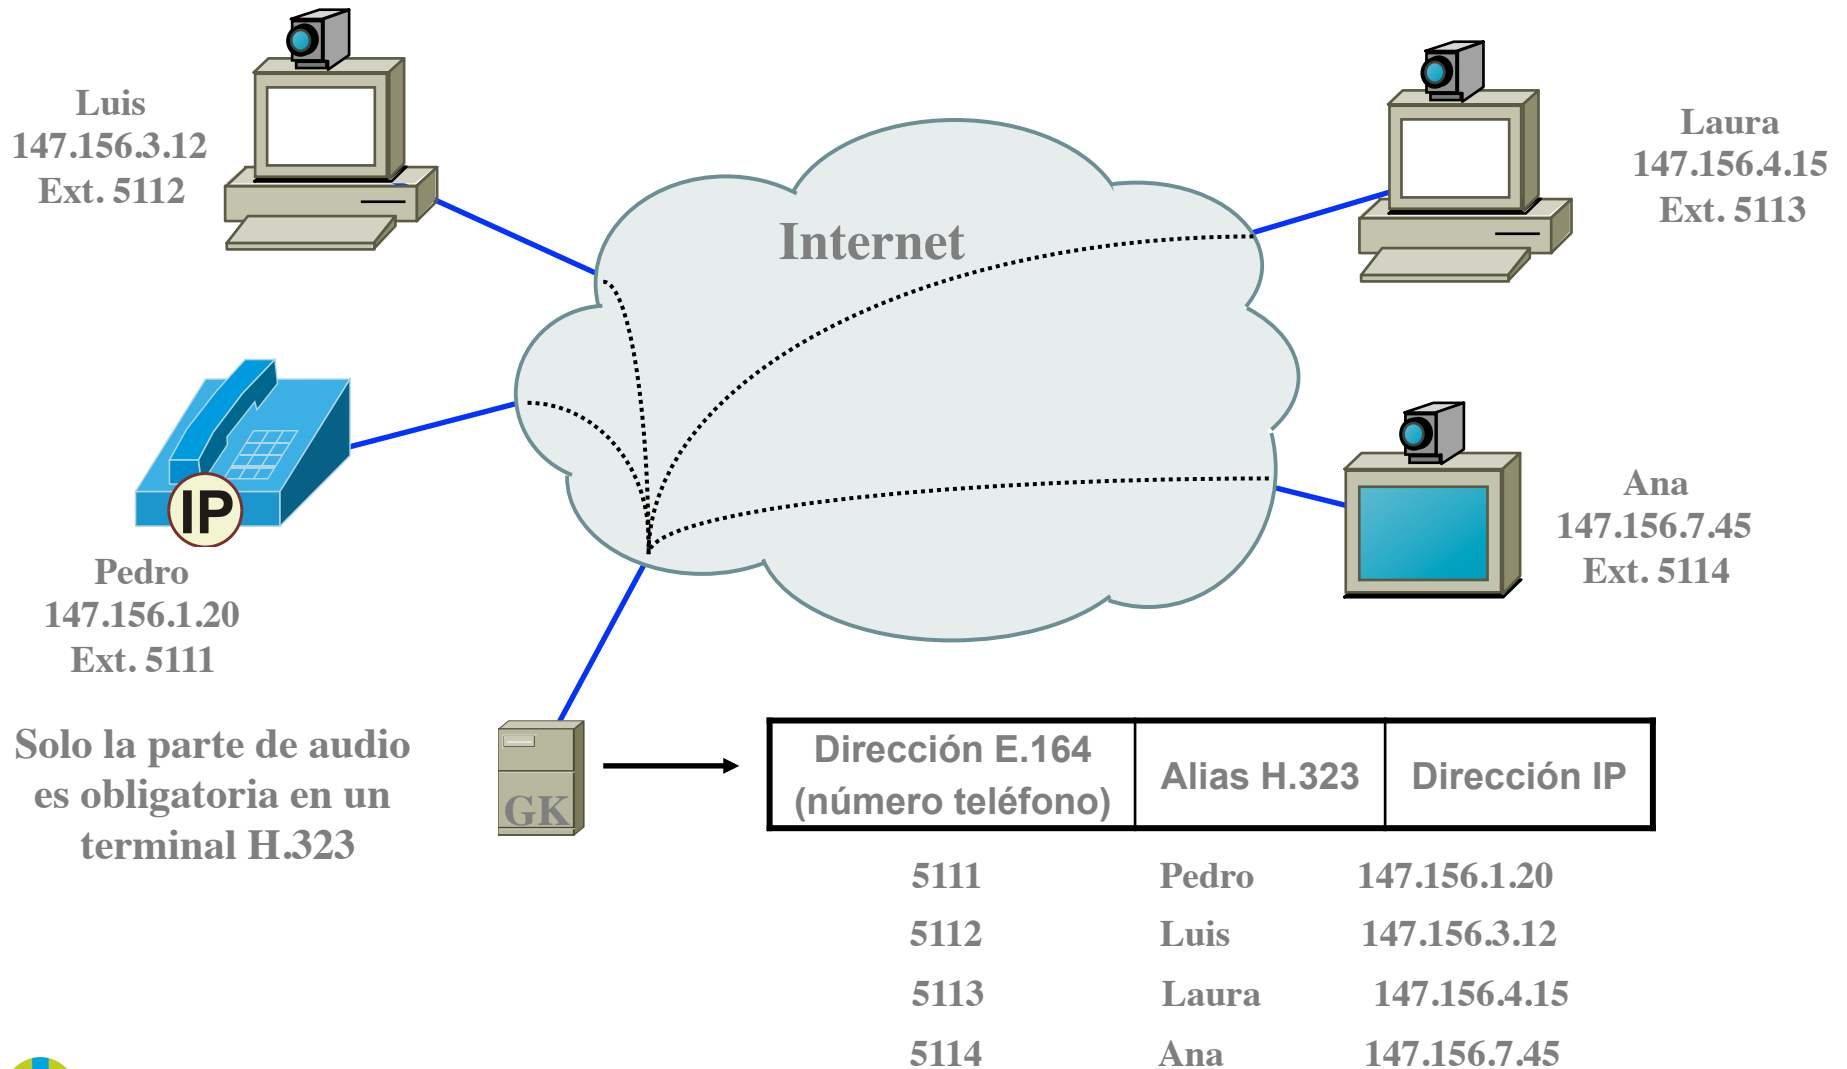 Luis
147.156.3.12
Ext. 5112
Laura
147.156.4.15
Ext. 5113
Internet
IP
Pedro
147.156.1.20
Ext. 5111
Ana
147.156.7.45
Ext. 5114
Solo la parte de audio
es obligatoria en un
terminal H.323
GK
Dirección E.164
(número teléfono)
Alias H.323
Dirección IP
5111 Pedro 147.156.1.20
5112 Luis 147.156.3.12
5113 Laura 147.156.4.15
5114 Ana 147.156.7.45